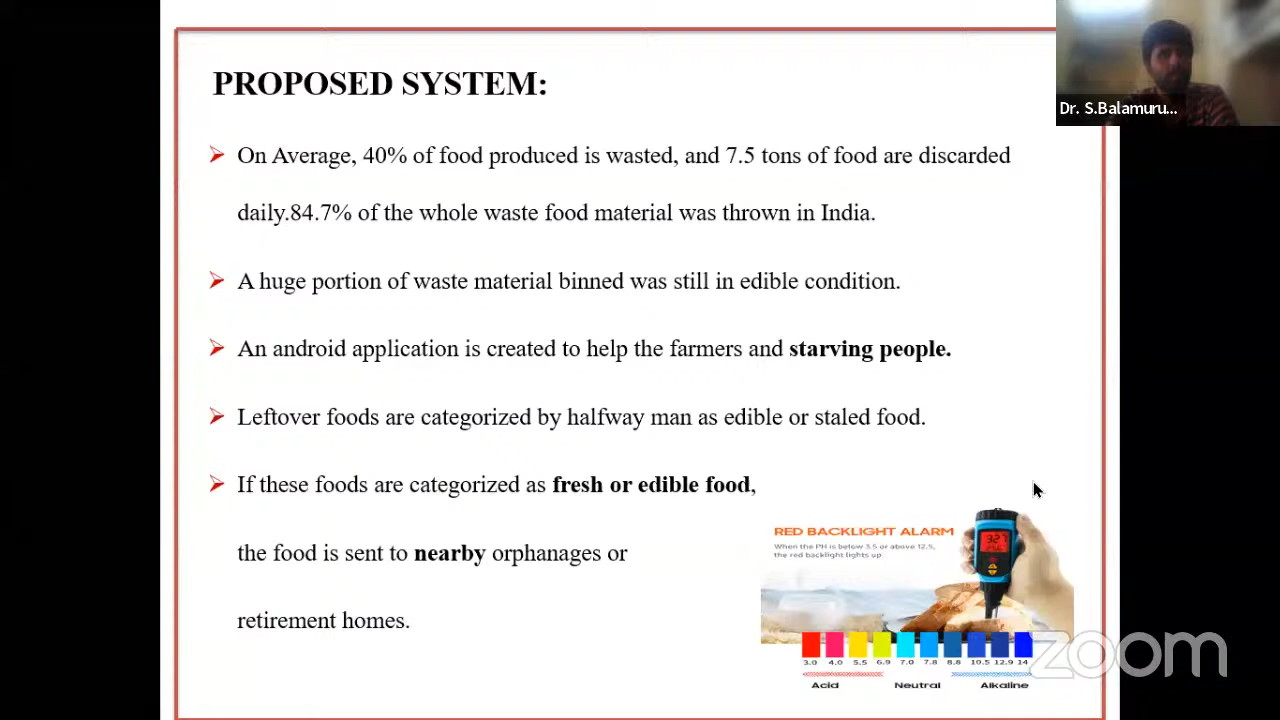 Dr. S.Balamuru...
PROPOSED SYSTEM:
On Average, 40% of food produced is wasted, and 7.5 tons of food are discarded
daily.84.7% of the whole waste food material was thrown in India.
A huge portion of waste material binned was still in edible condition.
An android application is created to help the farmers and starving people.
Leftover foods are categorized by halfway man as edible or staled food.
If these foods are categorized as fresh or edible food,
the food is sent to nearby orphanages or
retirement homes.
RED BACKLIGHT ALARM
When the PH is below 3.5 or above 12.5,
the red backlight lights up
3.0 4.0 5.5 6.9 7.0 7.8 8.8 10.5 12.9 14
Acid Neutral Alkaline
zoom